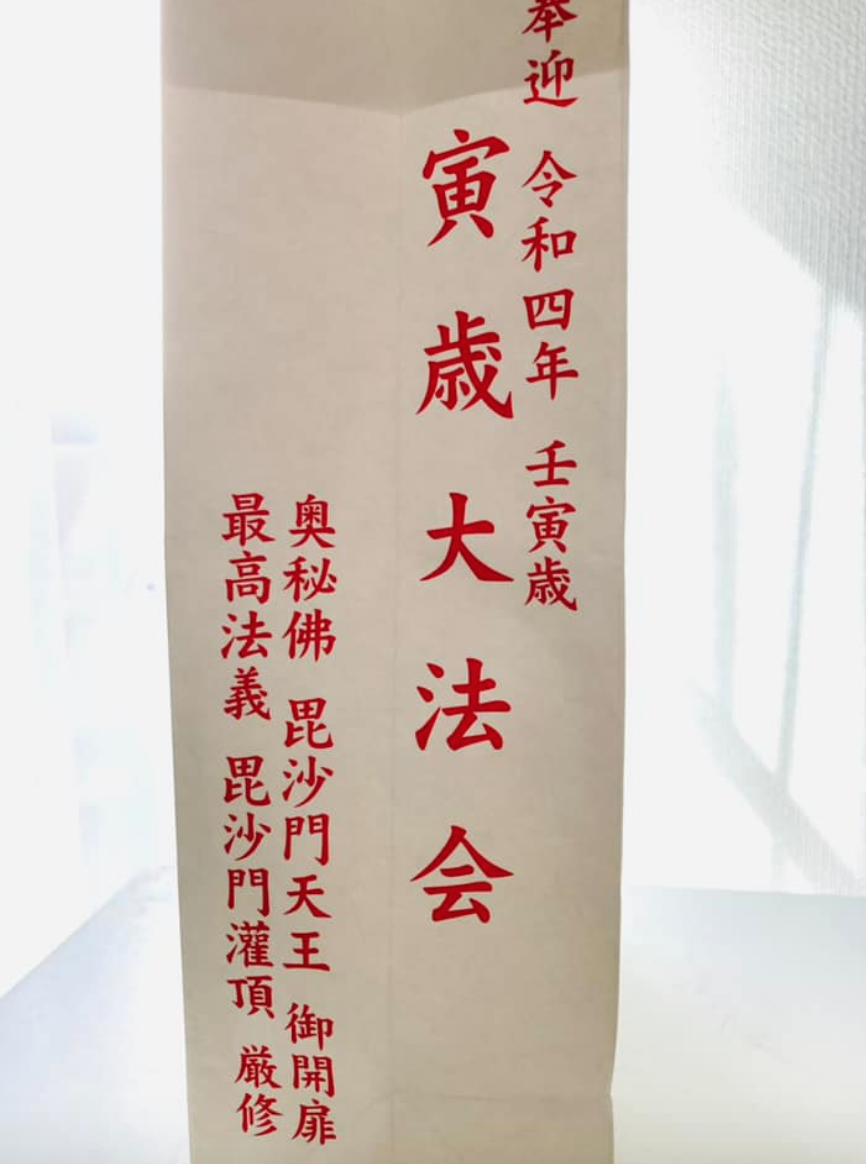 奉迎 令和四年 壬寅歳
寅歳大法会
奥秘佛 毘沙門天王 御開扉
最高法義 毘沙門灌頂 厳修